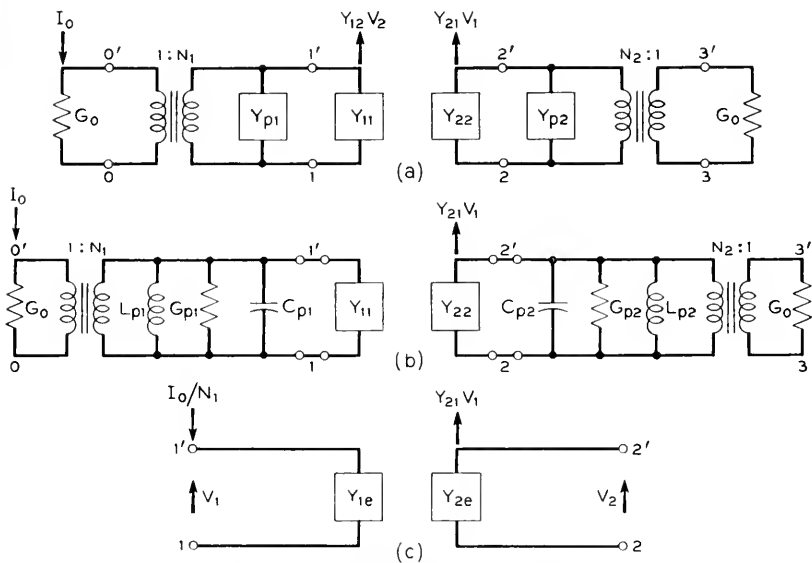 I₀ Y₁₂ V₂ Y₂₁ V₁
0' 1 : N₁ 1' 2' N₂ : 1 3'
G₀ Yp1 Y₁₁ Y₂₂ Yp2 G₀
0 1 2 3
(a)
I₀ Y₂₁ V₁
0' 1 : N₁ 1' 2' N₂ : 1 3'
G₀ Lp1 Gp1 Cp1 Y₁₁ Y₂₂ Cp2 Gp2 Lp2 G₀
0 1 2 3
(b)
I₀/N₁ Y₂₁ V₁
1' 2'
V₁ Y1e Y2e V₂
1 2
(c)